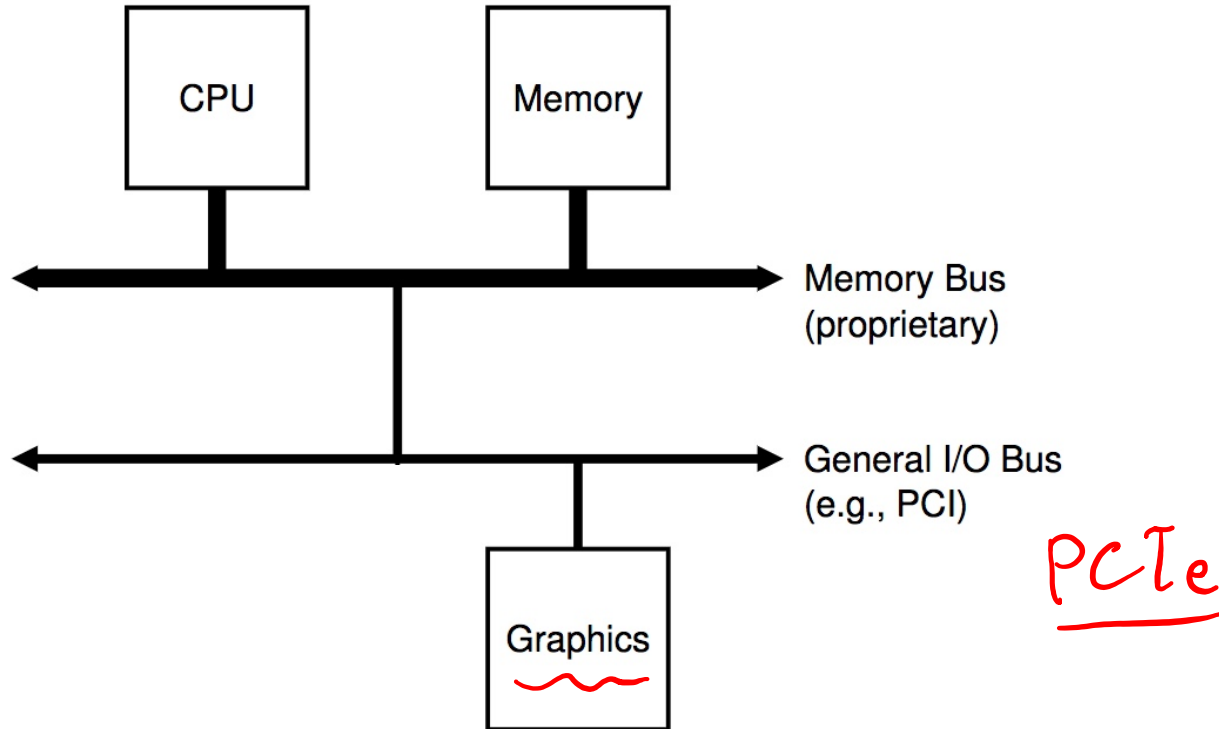 CPU
Memory
Memory Bus
(proprietary)
General I/O Bus
(e.g., PCI)
PCIe
Graphics